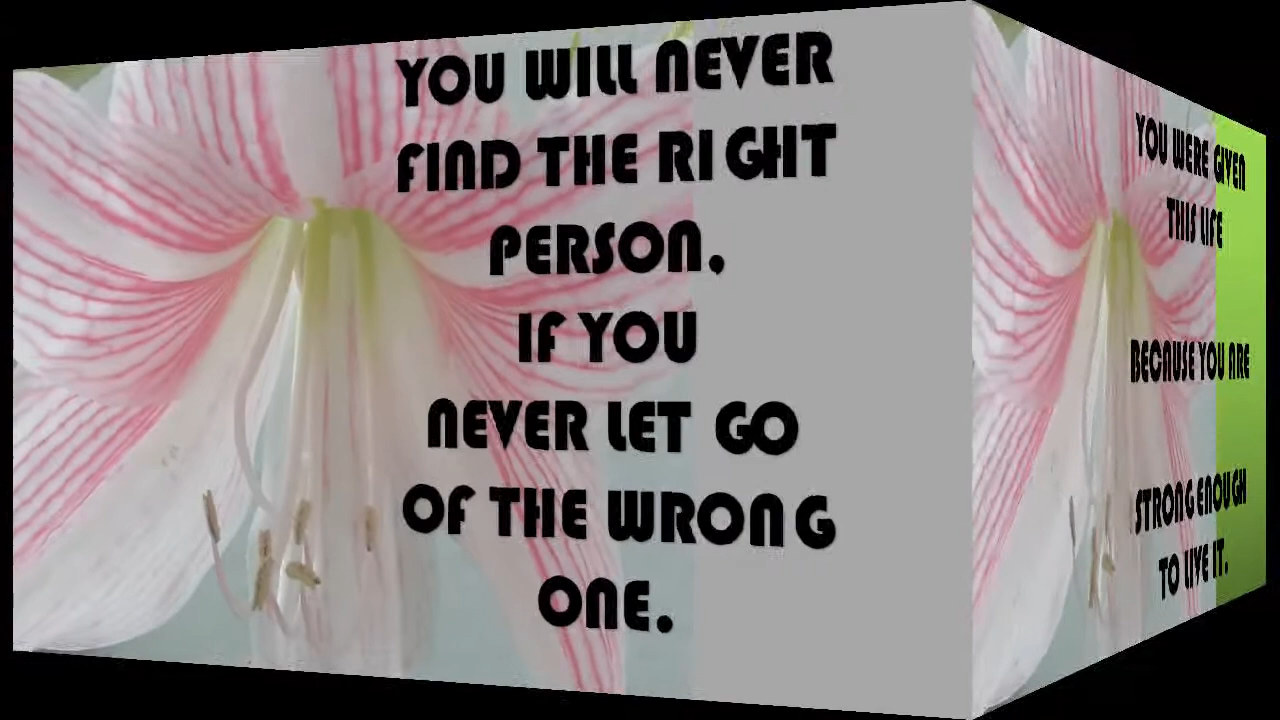 YOU WILL NEVER
FIND THE RIGHT
PERSON,
IF YOU
NEVER LET GO
OF THE WRONG
ONE.
YOU WERE GIVEN
THIS LIFE
BECAUSE YOU ARE
STRONG ENOUGH
TO LIVE IT.